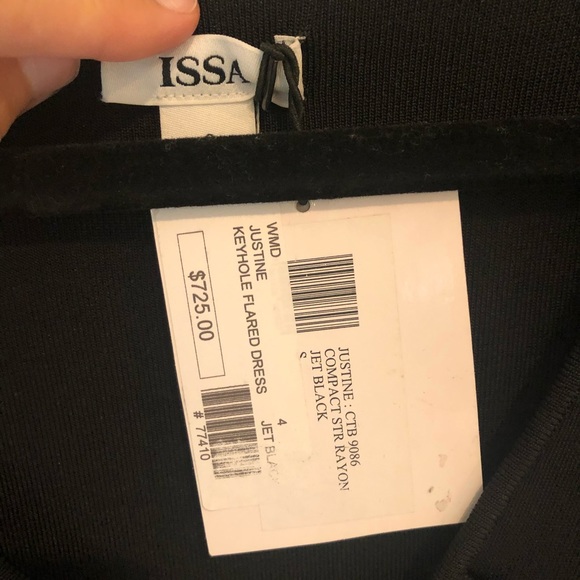 ISSA
WMD
JUSTINE
KEYHOLE FLARED DRESS
$725.00
4
JET BLAC
# 77410
JUSTINE : CTB 9086
COMPACT STR RAYON
JET BLACK